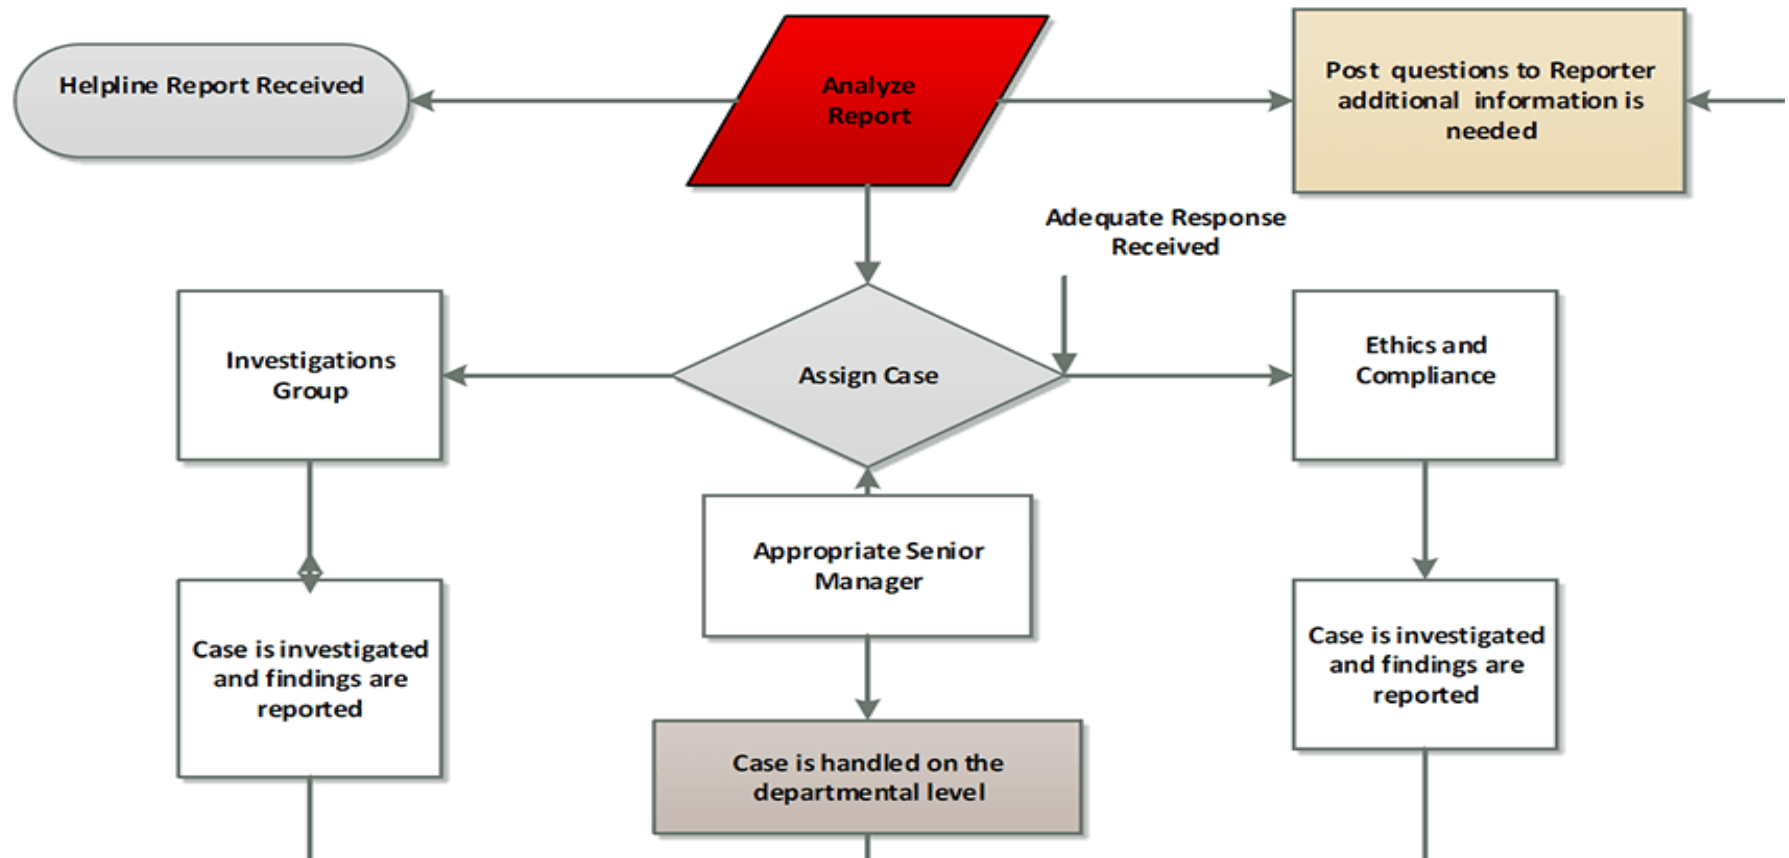 Helpline Report Received
Analyze
Report
Post questions to Reporter
additional information is
needed
Adequate Response
Received
Investigations
Group
Assign Case
Ethics and
Compliance
Appropriate Senior
Manager
Case is investigated
and findings are
reported
Case is handled on the
departmental level
Case is investigated
and findings are
reported